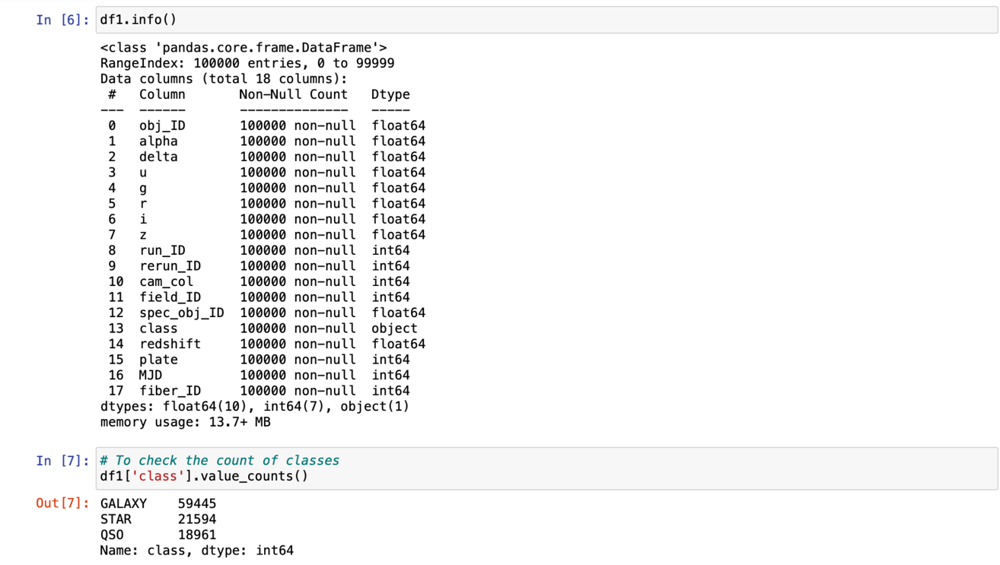 In [6]: df1.info()
<class 'pandas.core.frame.DataFrame'>
RangeIndex: 100000 entries, 0 to 99999
Data columns (total 18 columns):
 #   Column       Non-Null Count   Dtype
---  ------       --------------   -----
 0   obj_ID       100000 non-null  float64
 1   alpha        100000 non-null  float64
 2   delta        100000 non-null  float64
 3   u            100000 non-null  float64
 4   g            100000 non-null  float64
 5   r            100000 non-null  float64
 6   i            100000 non-null  float64
 7   z            100000 non-null  float64
 8   run_ID       100000 non-null  int64
 9   rerun_ID     100000 non-null  int64
 10  cam_col      100000 non-null  int64
 11  field_ID     100000 non-null  int64
 12  spec_obj_ID  100000 non-null  float64
 13  class        100000 non-null  object
 14  redshift     100000 non-null  float64
 15  plate        100000 non-null  int64
 16  MJD          100000 non-null  int64
 17  fiber_ID     100000 non-null  int64
dtypes: float64(10), int64(7), object(1)
memory usage: 13.7+ MB
In [7]: # To check the count of classes
df1['class'].value_counts()
Out[7]: GALAXY    59445
STAR      21594
QSO       18961
Name: class, dtype: int64